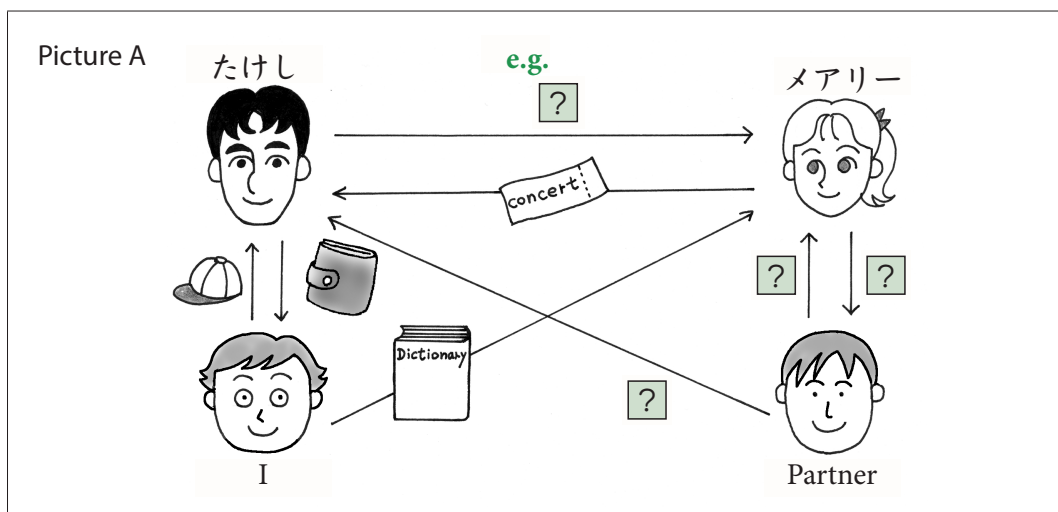 Picture A
たけし
e.g.
メアリー
?
concert
?
?
Dictionary
?
I
Partner